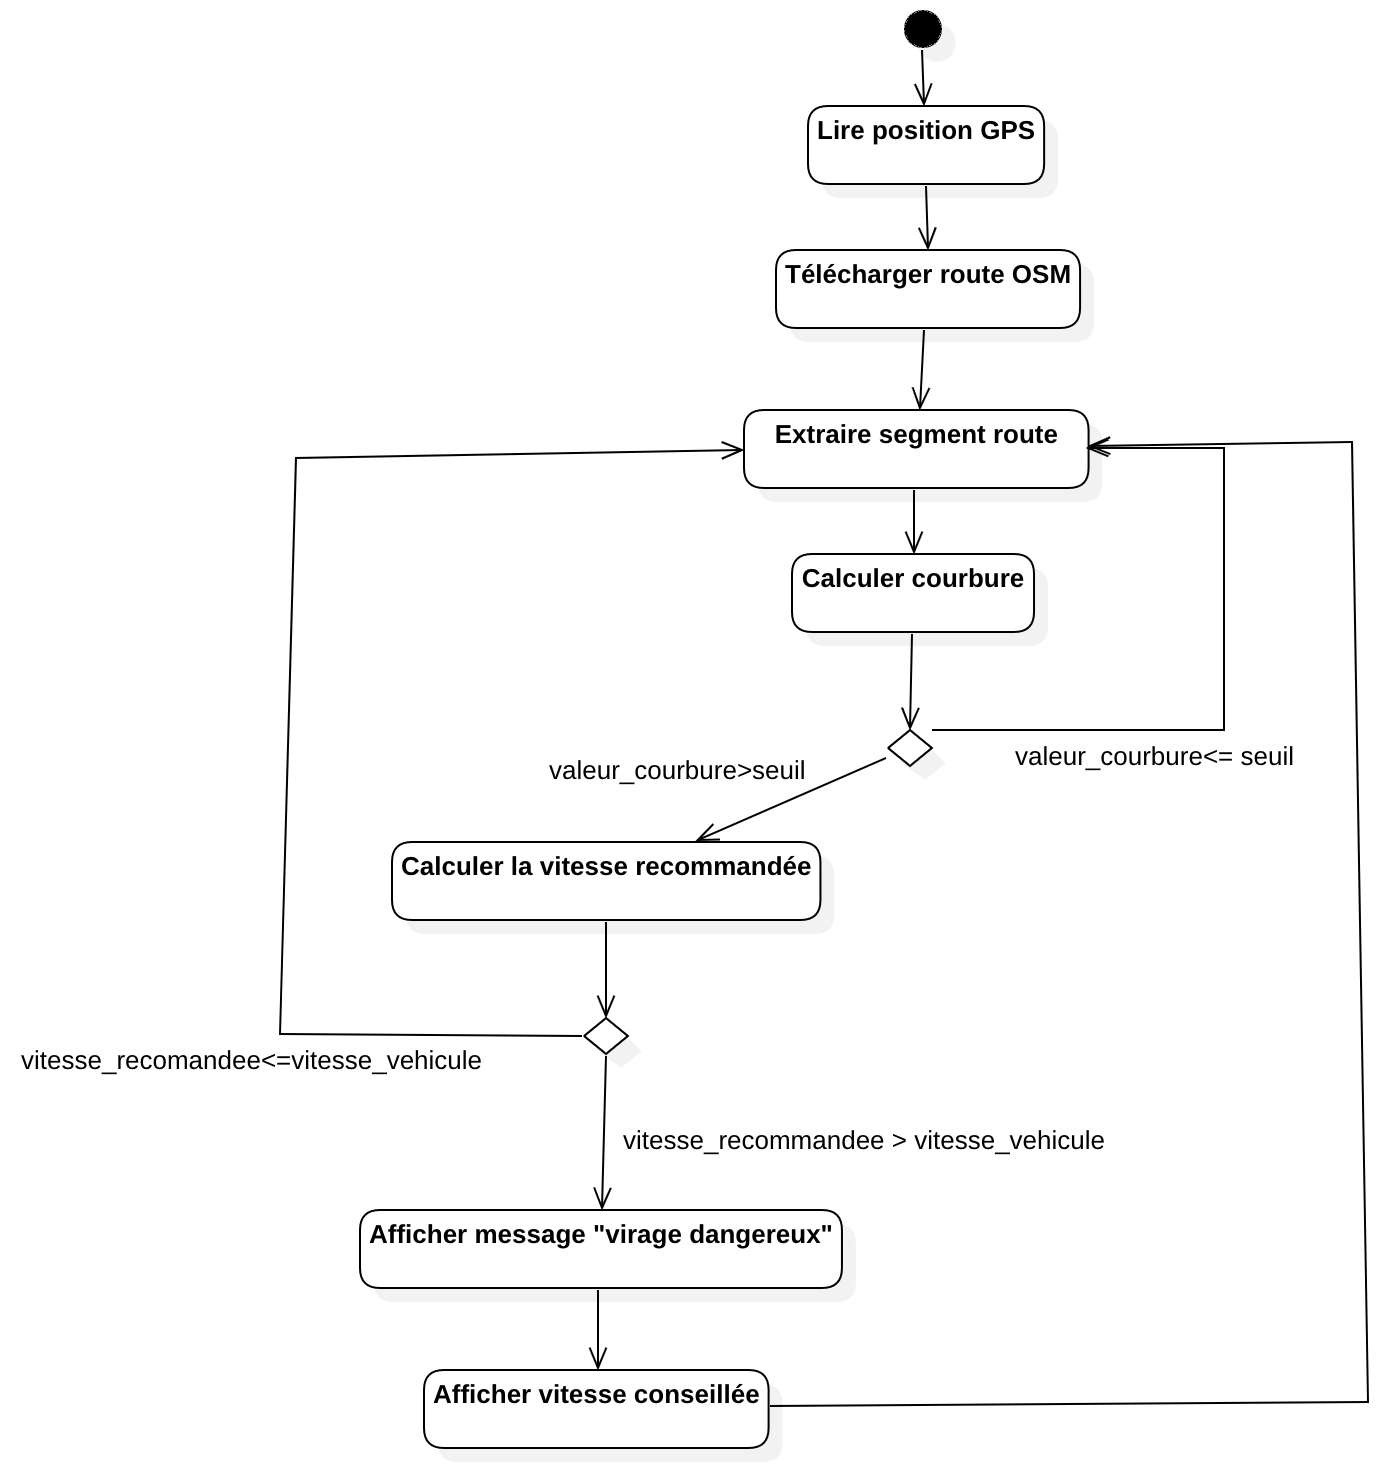 Lire position GPS
Télécharger route OSM
Extraire segment route
Calculer courbure
valeur_courbure>seuil
valeur_courbure<= seuil
Calculer la vitesse recommandée
vitesse_recomandee<=vitesse_vehicule
vitesse_recommandee > vitesse_vehicule
Afficher message "virage dangereux"
Afficher vitesse conseillée